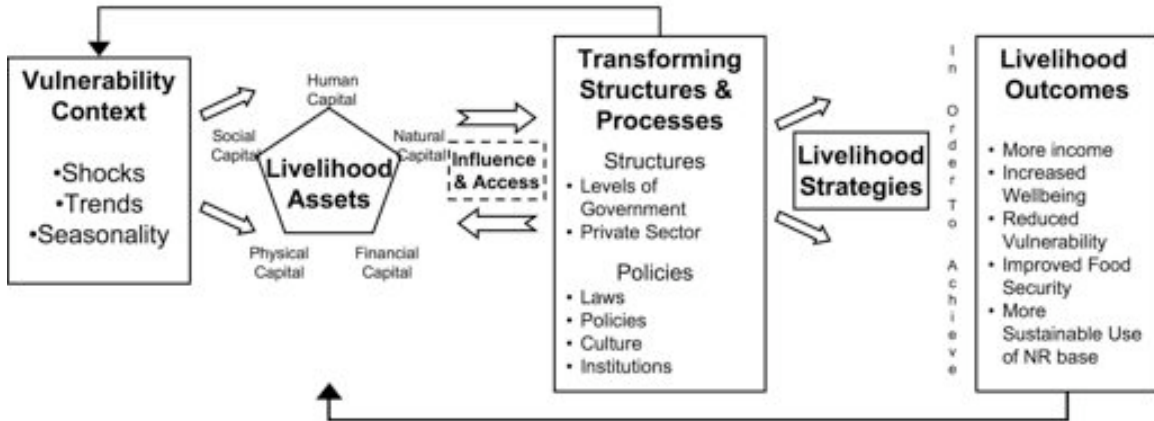 Vulnerability
Context
•Shocks
•Trends
•Seasonality
Human
Capital
Social
Capital
Natural
Capital
Livelihood
Assets
Physical
Capital
Financial
Capital
Influence
& Access
Transforming
Structures &
Processes
Structures
• Levels of
Government
• Private Sector
Policies
• Laws
• Policies
• Culture
• Institutions
Livelihood
Strategies
In Order To Achieve
Livelihood
Outcomes
• More income
• Increased
Wellbeing
• Reduced
Vulnerability
• Improved Food
Security
• More
Sustainable Use
of NR base